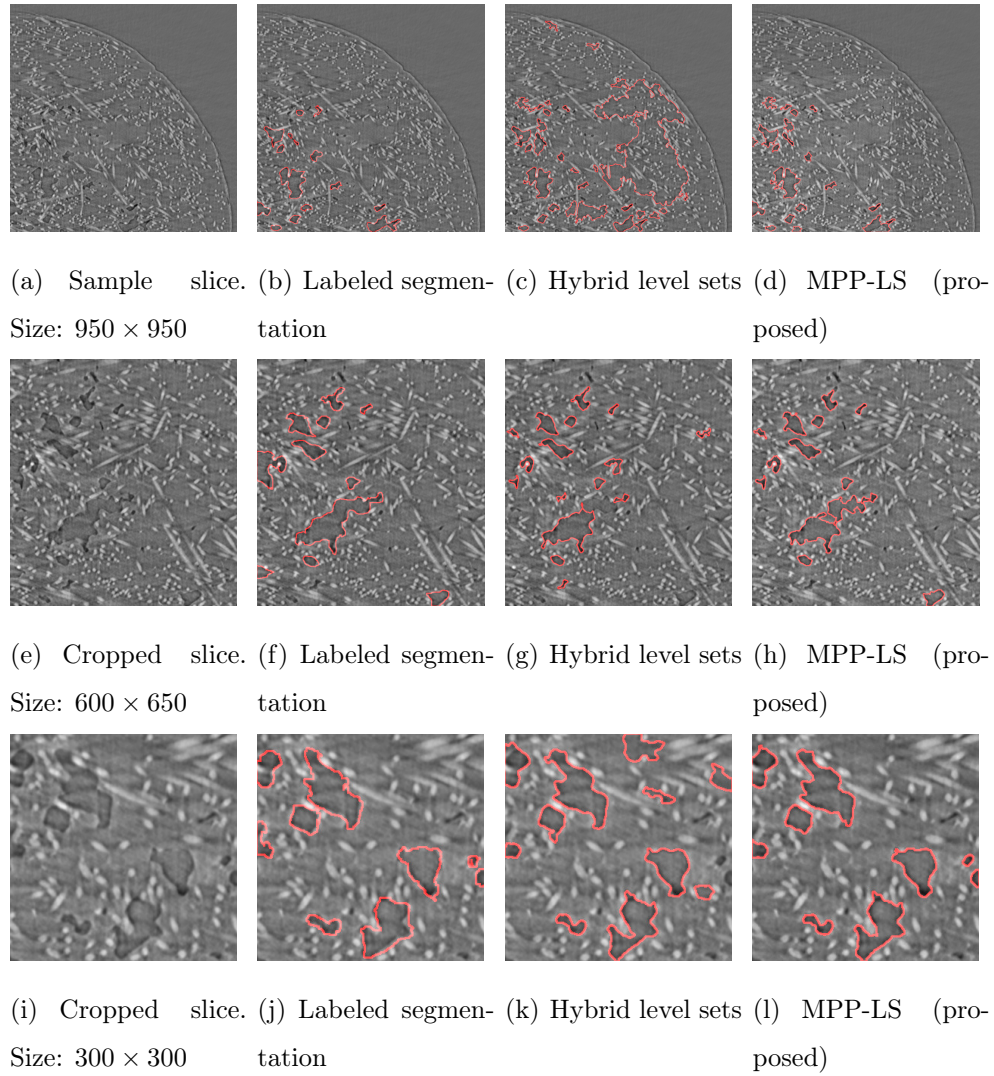 (a) Sample slice. (b) Labeled segmen- (c) Hybrid level sets (d) MPP-LS (pro-
Size: 950 × 950 tation posed)
(e) Cropped slice. (f) Labeled segmen- (g) Hybrid level sets (h) MPP-LS (pro-
Size: 600 × 650 tation posed)
(i) Cropped slice. (j) Labeled segmen- (k) Hybrid level sets (l) MPP-LS (pro-
Size: 300 × 300 tation posed)